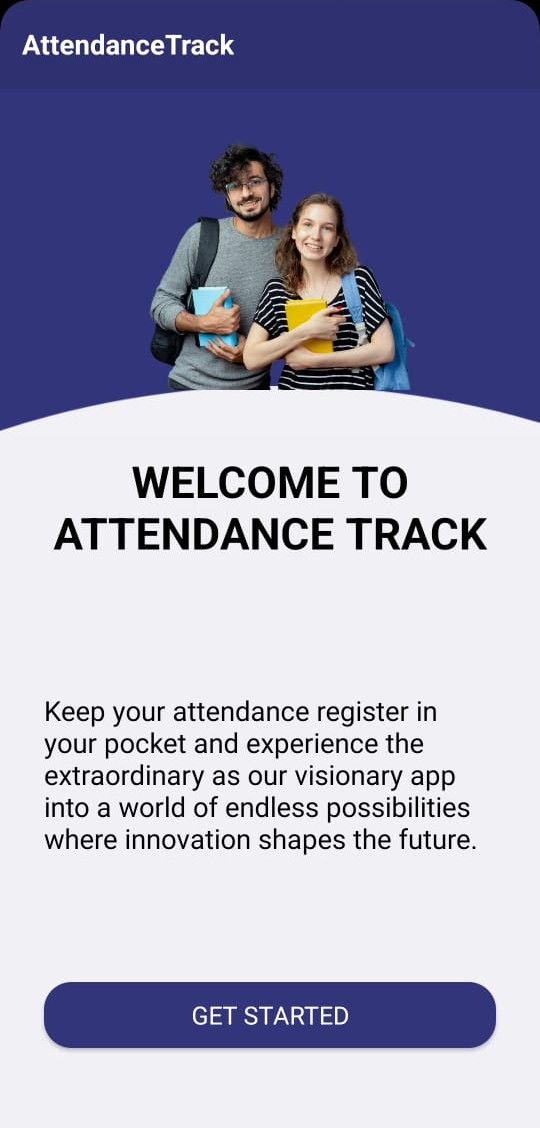 AttendanceTrack
WELCOME TO
ATTENDANCE TRACK
Keep your attendance register in
your pocket and experience the
extraordinary as our visionary app
into a world of endless possibilities
where innovation shapes the future.
GET STARTED